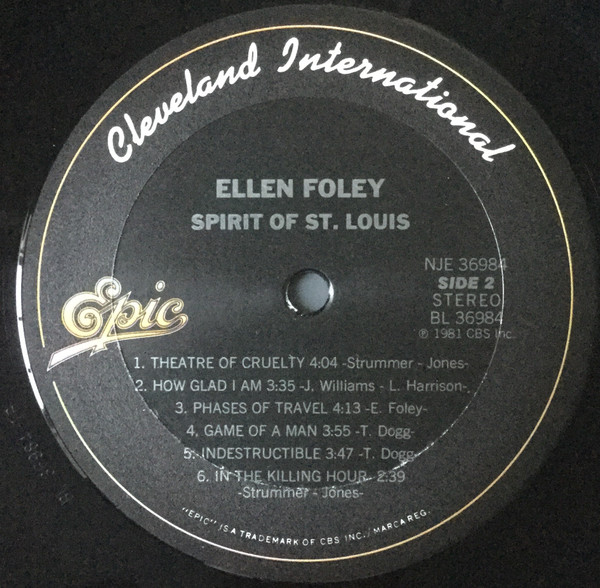 Cleveland International
ELLEN FOLEY
SPIRIT OF ST. LOUIS
NJE 36984
SIDE 2
STEREO
BL 36984
℗ 1981 CBS Inc.
Epic
1. THEATRE OF CRUELTY 4:04 -Strummer - Jones-
2. HOW GLAD I AM 3:35 -J. Williams - L. Harrison-
3. PHASES OF TRAVEL 4:13 -E. Foley-
4. GAME OF A MAN 3:55 -T. Dogg-
5. INDESTRUCTIBLE 3:47 -T. Dogg-
6. IN THE KILLING HOUR 2:39
-Strummer - Jones-
"EPIC" IS A TRADEMARK OF CBS INC./MARCA REG.